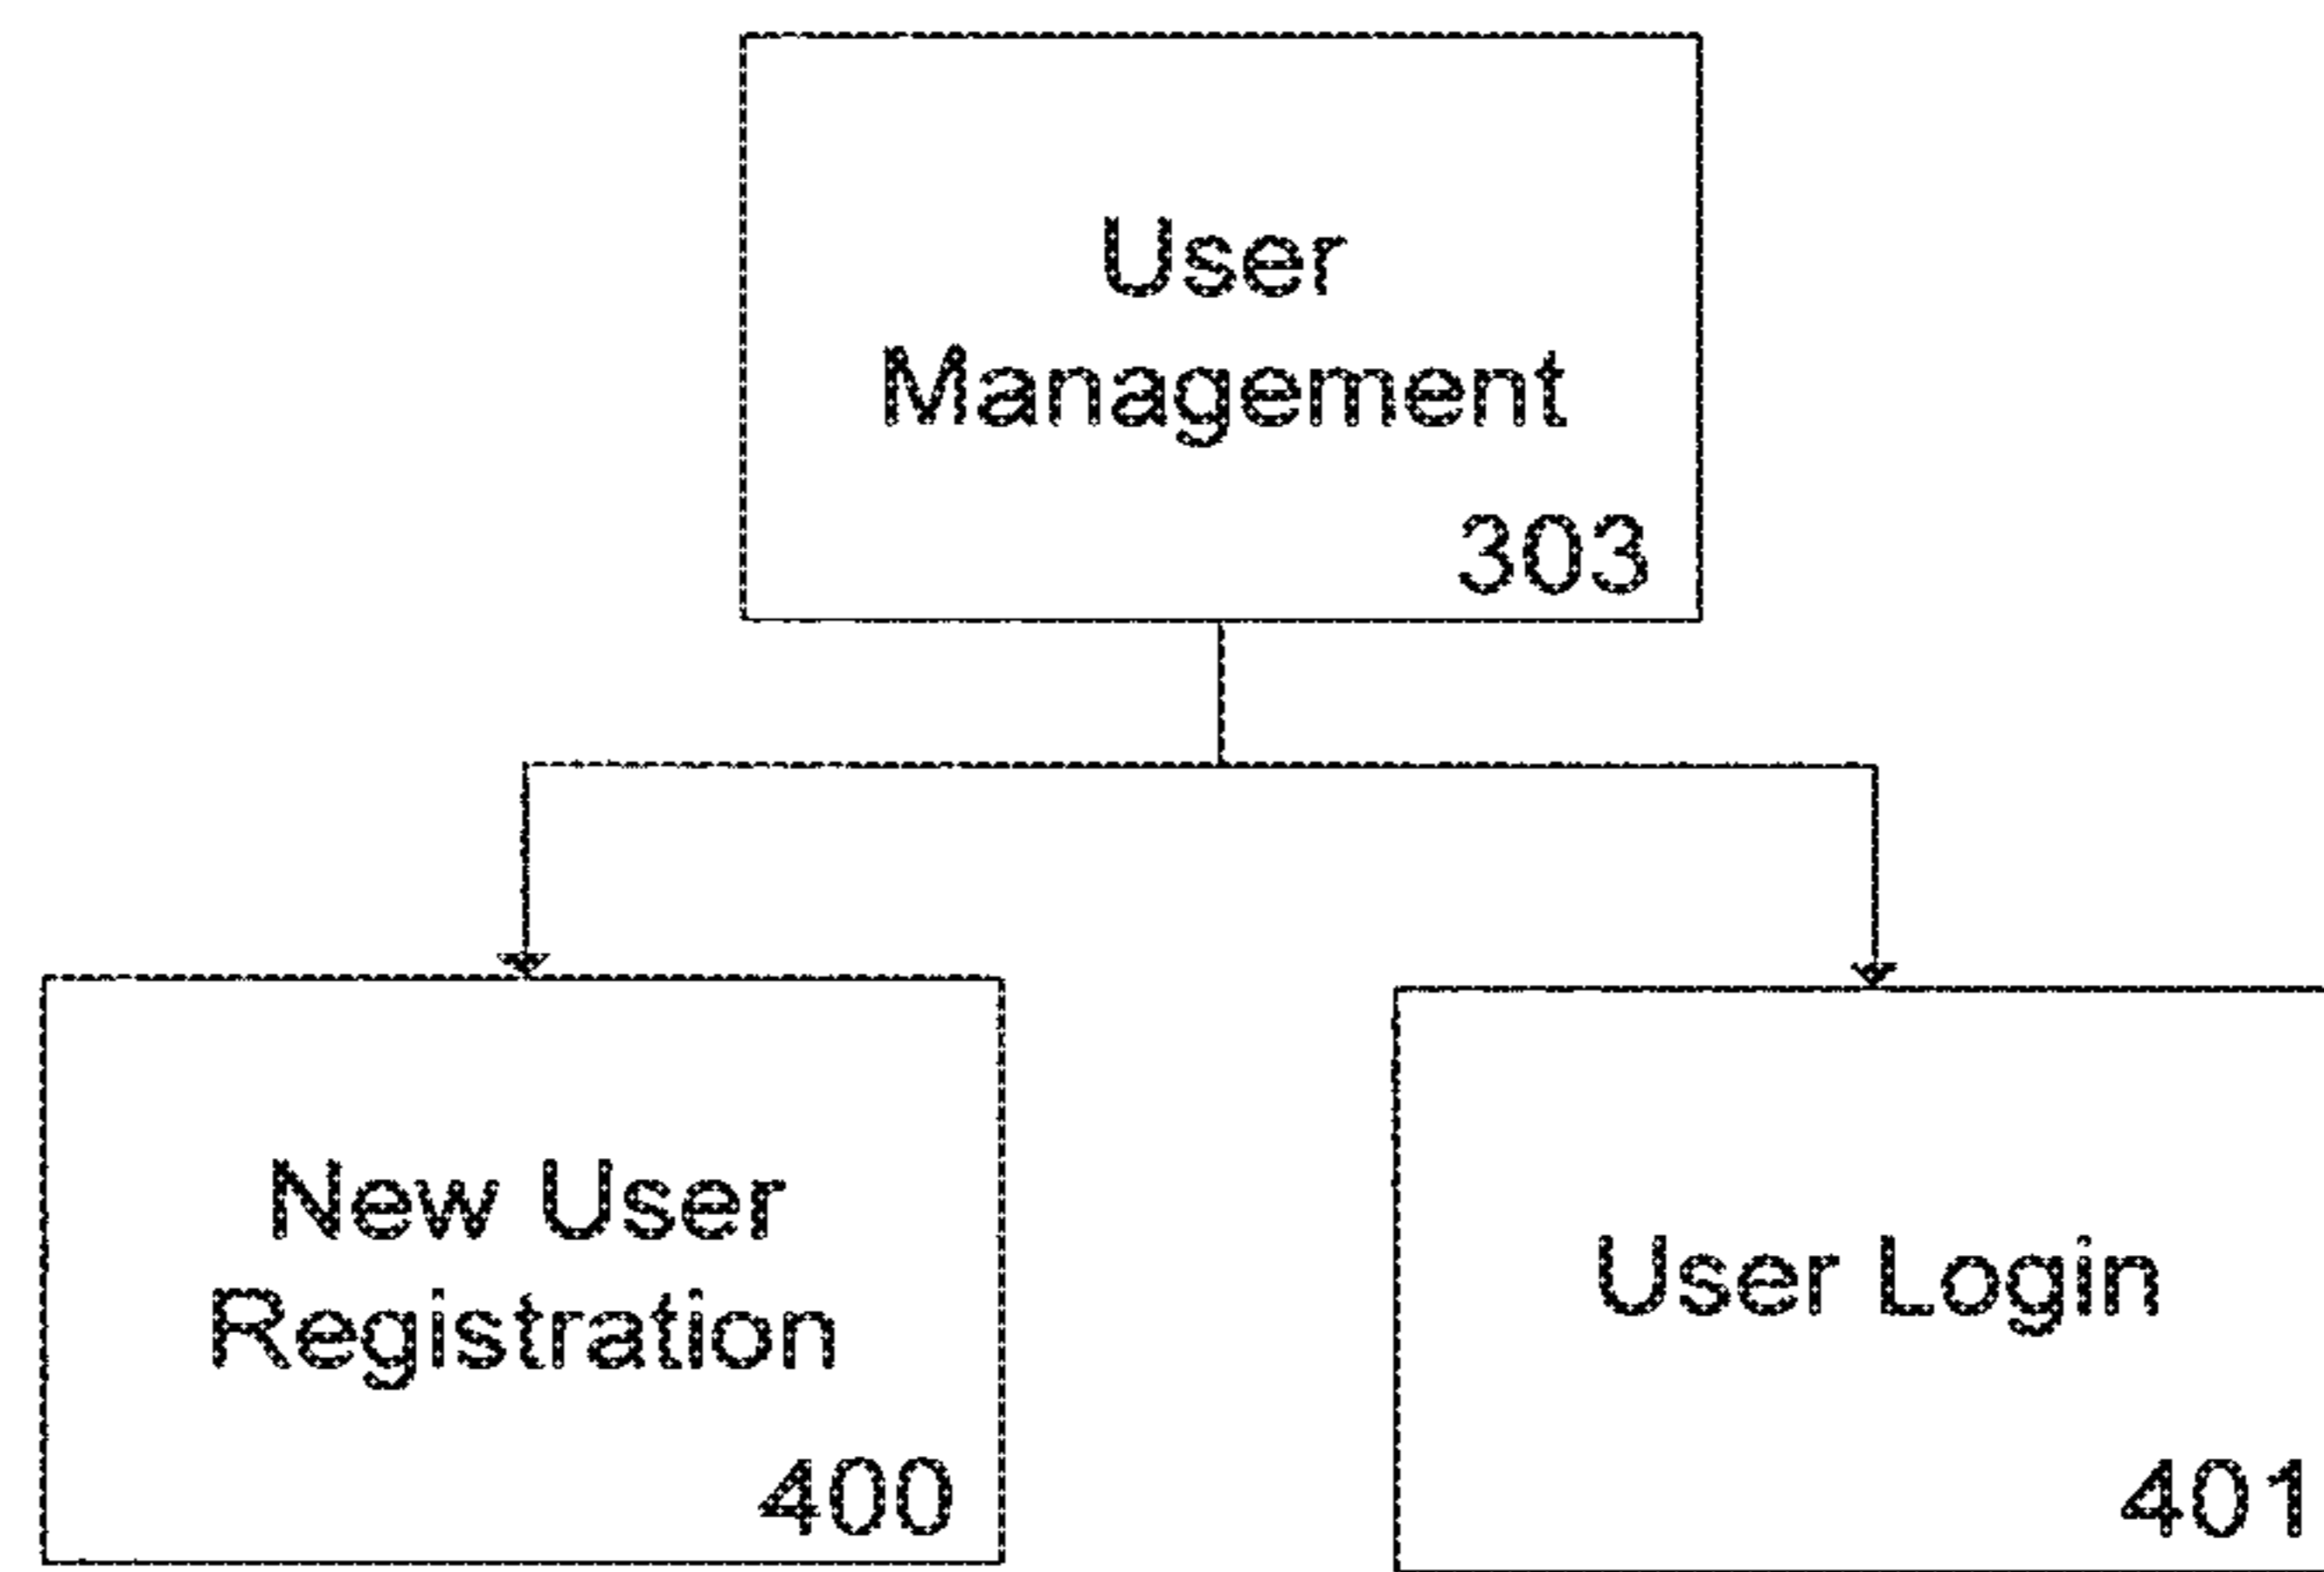 User
Management
303
New User
Registration
400
User Login
401